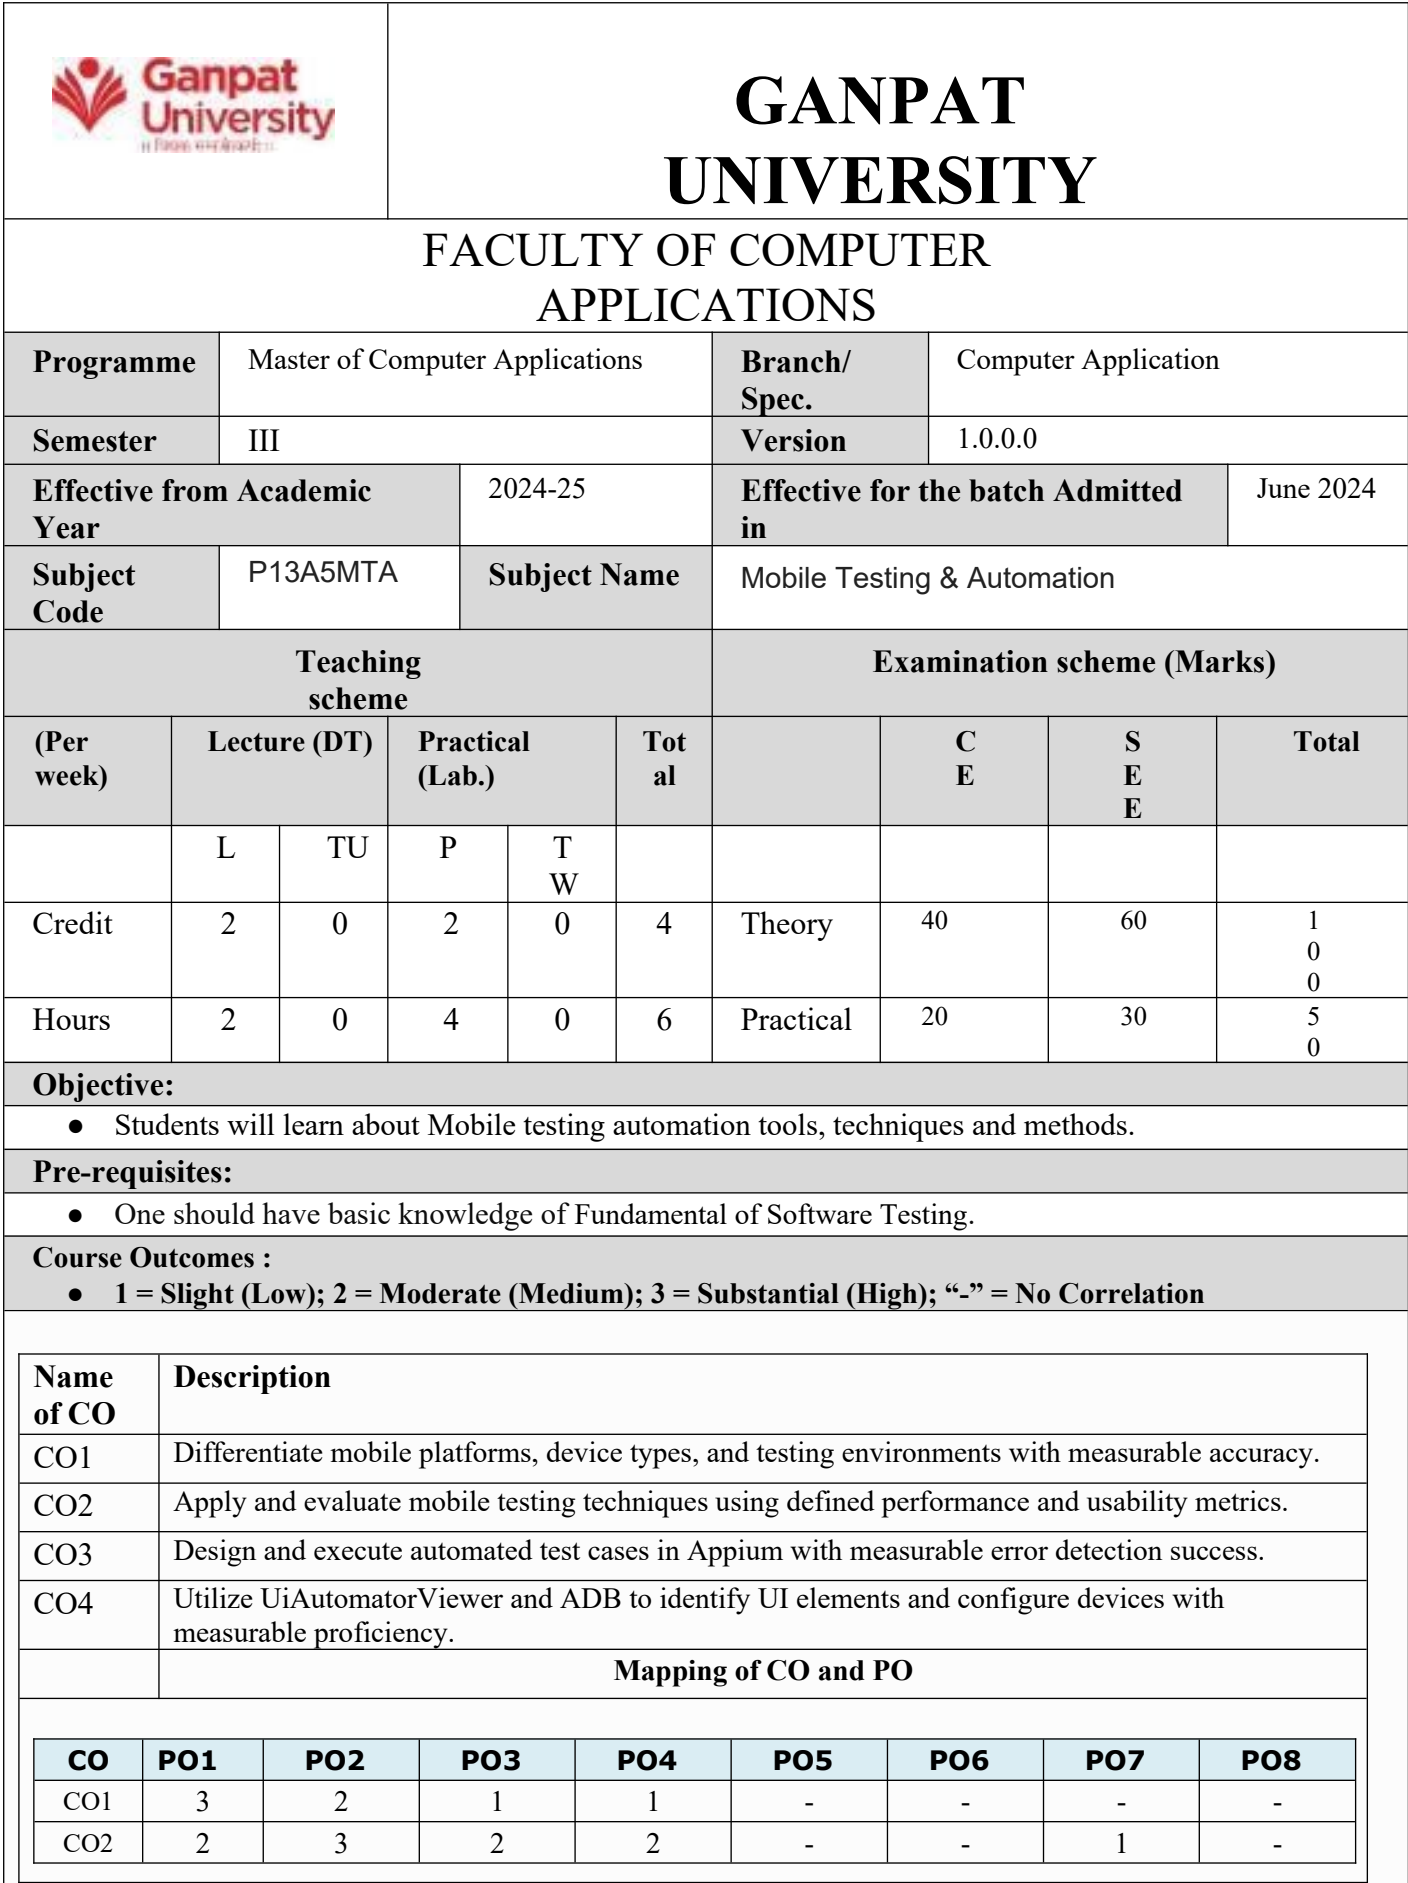 Ganpat
University
GANPAT
UNIVERSITY
FACULTY OF COMPUTER
APPLICATIONS
Programme Master of Computer Applications Branch/ Computer Application
Spec.
Semester III Version 1.0.0.0
Effective from Academic 2024-25 Effective for the batch Admitted June 2024
Year in
Subject P13A5MTA Subject Name Mobile Testing & Automation
Code
Teaching Examination scheme (Marks)
scheme
(Per Lecture (DT) Practical Tot C S Total
week) (Lab.) al E E
E
L TU P T
W
Credit 2 0 2 0 4 Theory 40 60 1
0
0
Hours 2 0 4 0 6 Practical 20 30 5
0
Objective:
● Students will learn about Mobile testing automation tools, techniques and methods.
Pre-requisites:
● One should have basic knowledge of Fundamental of Software Testing.
Course Outcomes :
● 1 = Slight (Low); 2 = Moderate (Medium); 3 = Substantial (High); “-” = No Correlation
Name Description
of CO
CO1 Differentiate mobile platforms, device types, and testing environments with measurable accuracy.
CO2 Apply and evaluate mobile testing techniques using defined performance and usability metrics.
CO3 Design and execute automated test cases in Appium with measurable error detection success.
CO4 Utilize UiAutomatorViewer and ADB to identify UI elements and configure devices with
measurable proficiency.
Mapping of CO and PO
CO PO1 PO2 PO3 PO4 PO5 PO6 PO7 PO8
CO1 3 2 1 1 - - - -
CO2 2 3 2 2 - - 1 -